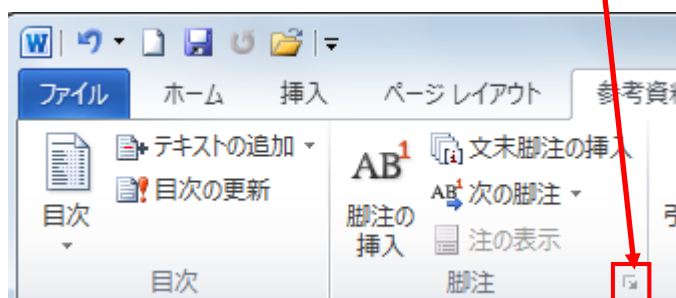 W
ファイル ホーム 挿入 ページ レイアウト 参考資料
テキストの追加
目次の更新
目次
目次
AB1
脚注の
挿入
文末脚注の挿入
AB1 次の脚注
注の表示
脚注